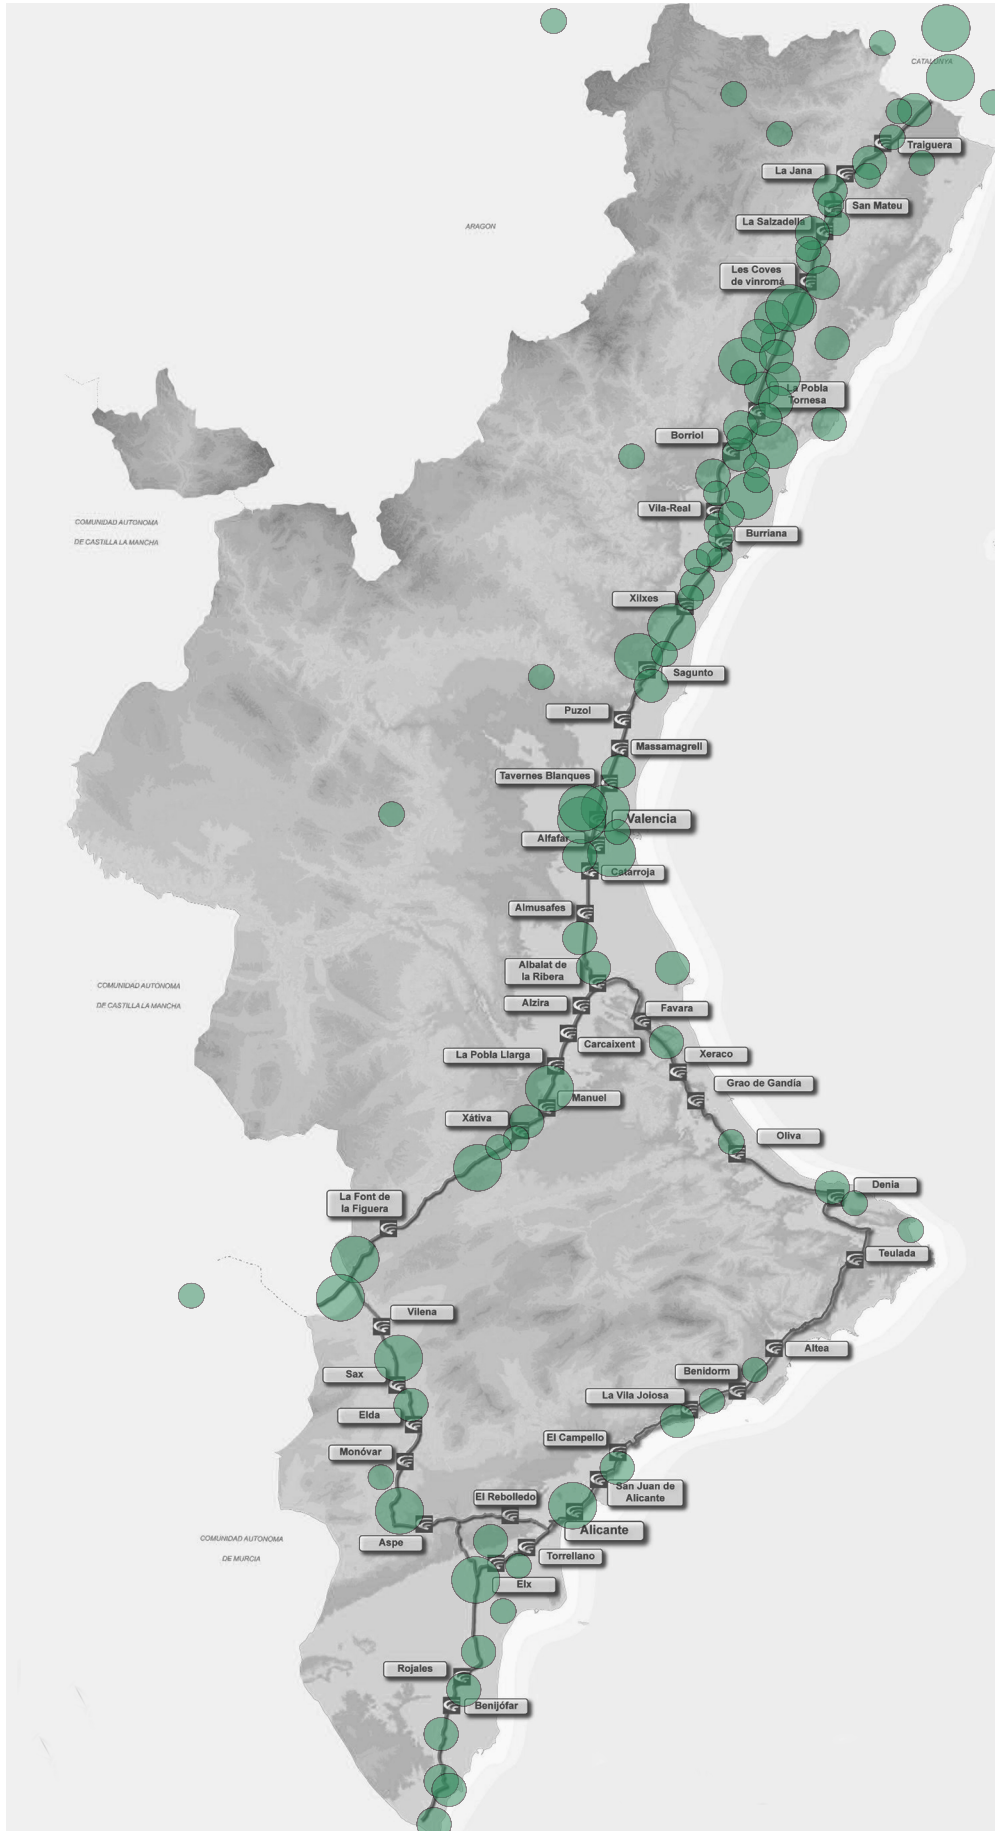 CATALUNYA
Traiguera
La Jana
San Mateu
La Salzadella
ARAGON
Les Coves
de vinromá
La Pobla
Tornesa
Borriol
Vila-Real
COMUNIDAD AUTONOMA
DE CASTILLA LA MANCHA
Burriana
Xilxes
Sagunto
Puzol
Massamagrell
Tavernes Blanques
Valencia
Alfafar
Catarroja
Almusafes
Albalat de
la Ribera
COMUNIDAD AUTONOMA
DE CASTILLA LA MANCHA
Alzira
Favara
Carcaixent
La Pobla Llarga
Xeraco
Grao de Gandia
Manuel
Xátiva
Oliva
Denia
La Font de
la Figuera
Teulada
Vilena
Altea
Benidorm
Sax
La Vila Joiosa
Elda
El Campello
Monóvar
San Juan de
Alicante
El Rebolledo
Alicante
COMUNIDAD AUTONOMA
DE MURCIA
Aspe
Torrellano
Elx
Rojales
Benijófar